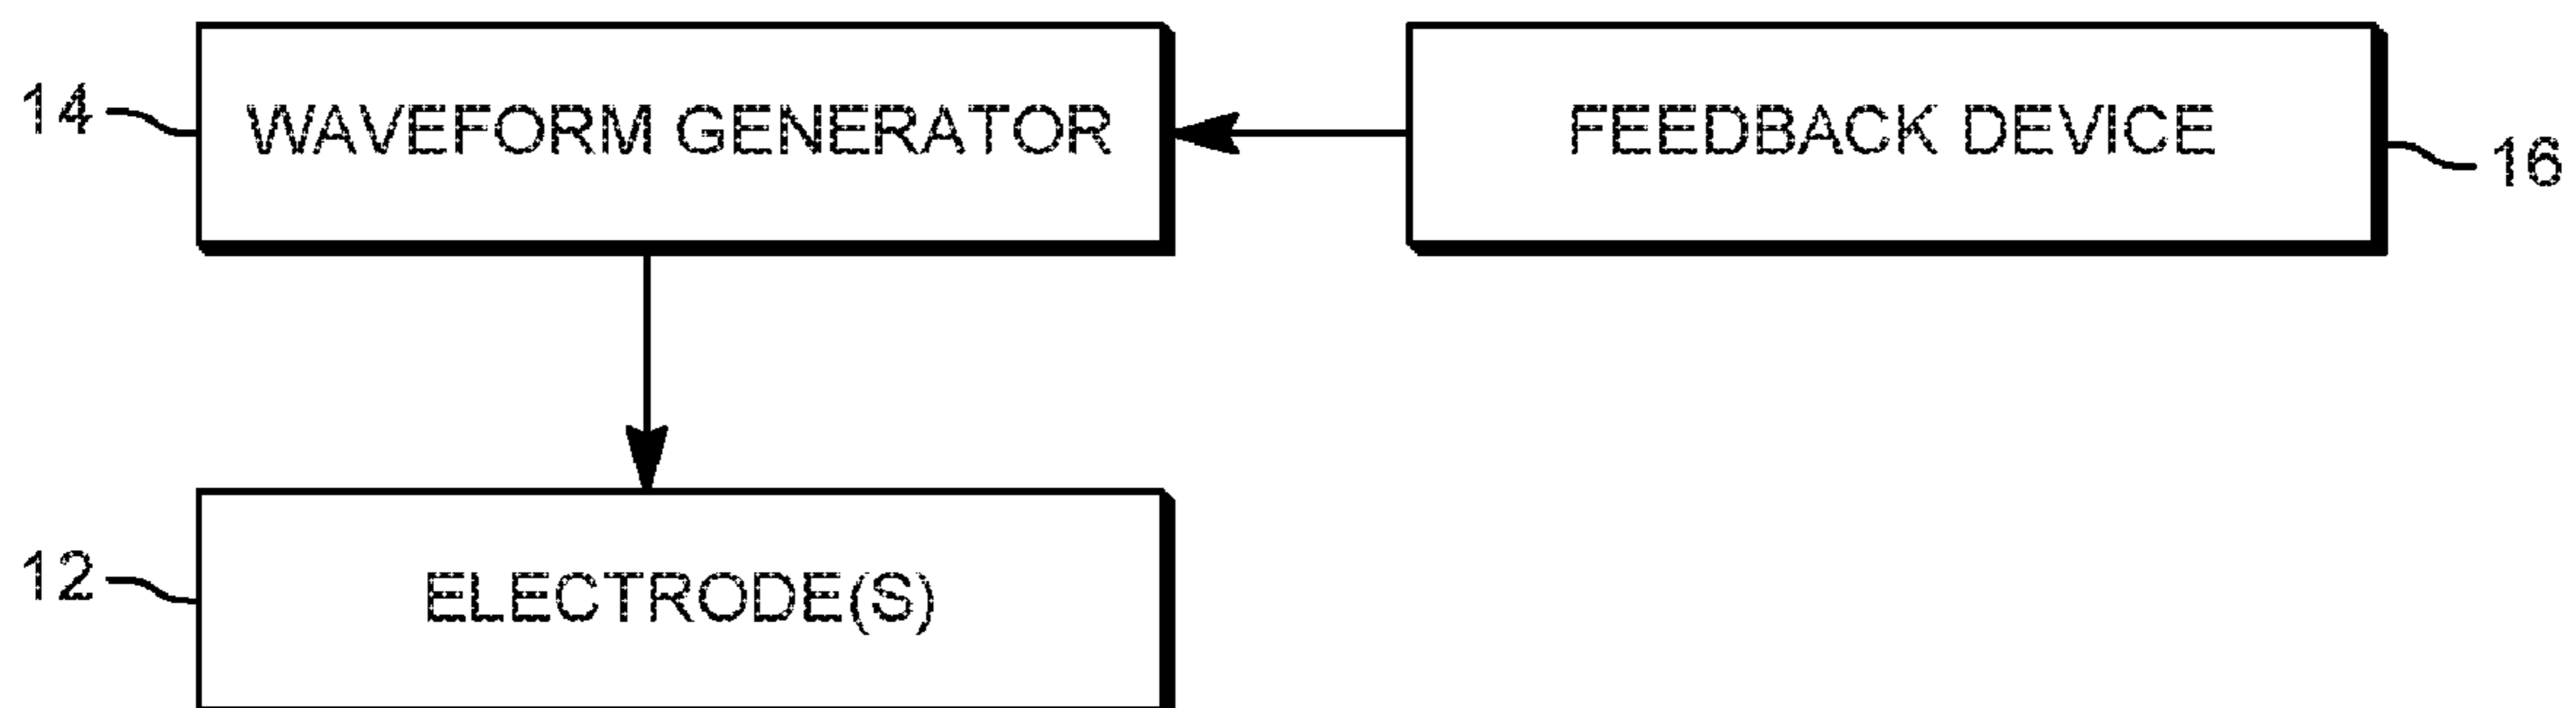 14
WAVEFORM GENERATOR
FEEDBACK DEVICE
16
12
ELECTRODE(S)